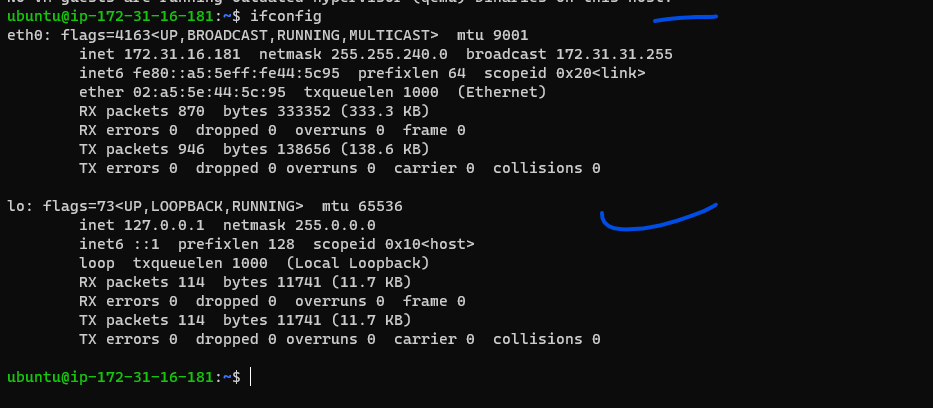 no VM guests are running outdated hypervisor (qemu) binaries on this host.
ubuntu@ip-172-31-16-181:~$ ifconfig
eth0: flags=4163<UP,BROADCAST,RUNNING,MULTICAST>  mtu 9001
        inet 172.31.16.181  netmask 255.255.240.0  broadcast 172.31.31.255
        inet6 fe80::a5:5eff:fe44:5c95  prefixlen 64  scopeid 0x20<link>
        ether 02:a5:5e:44:5c:95  txqueuelen 1000  (Ethernet)
        RX packets 870  bytes 333352 (333.3 KB)
        RX errors 0  dropped 0  overruns 0  frame 0
        TX packets 946  bytes 138656 (138.6 KB)
        TX errors 0  dropped 0 overruns 0  carrier 0  collisions 0
lo: flags=73<UP,LOOPBACK,RUNNING>  mtu 65536
        inet 127.0.0.1  netmask 255.0.0.0
        inet6 ::1  prefixlen 128  scopeid 0x10<host>
        loop  txqueuelen 1000  (Local Loopback)
        RX packets 114  bytes 11741 (11.7 KB)
        RX errors 0  dropped 0  overruns 0  frame 0
        TX packets 114  bytes 11741 (11.7 KB)
        TX errors 0  dropped 0 overruns 0  carrier 0  collisions 0
ubuntu@ip-172-31-16-181:~$